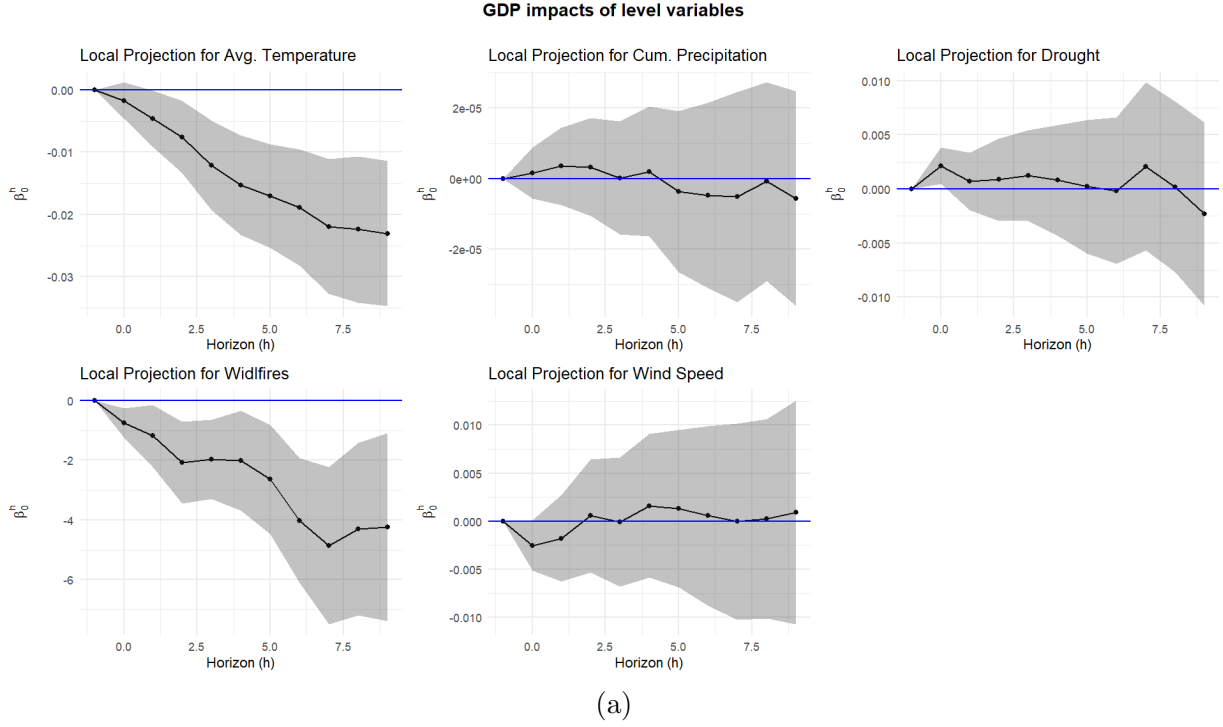 GDP impacts of level variables
Local Projection for Avg. Temperature
0.00
-0.01
-0.02
-0.03
β₀ʰ
0.0 2.5 5.0 7.5
Horizon (h)
Local Projection for Cum. Precipitation
2e-05
0e+00
-2e-05
β₀ʰ
0.0 2.5 5.0 7.5
Horizon (h)
Local Projection for Drought
0.010
0.005
0.000
-0.005
-0.010
β₀ʰ
0.0 2.5 5.0 7.5
Horizon (h)
Local Projection for Widlfires
0
-2
-4
-6
β₀ʰ
0.0 2.5 5.0 7.5
Horizon (h)
Local Projection for Wind Speed
0.010
0.005
0.000
-0.005
-0.010
β₀ʰ
0.0 2.5 5.0 7.5
Horizon (h)
(a)